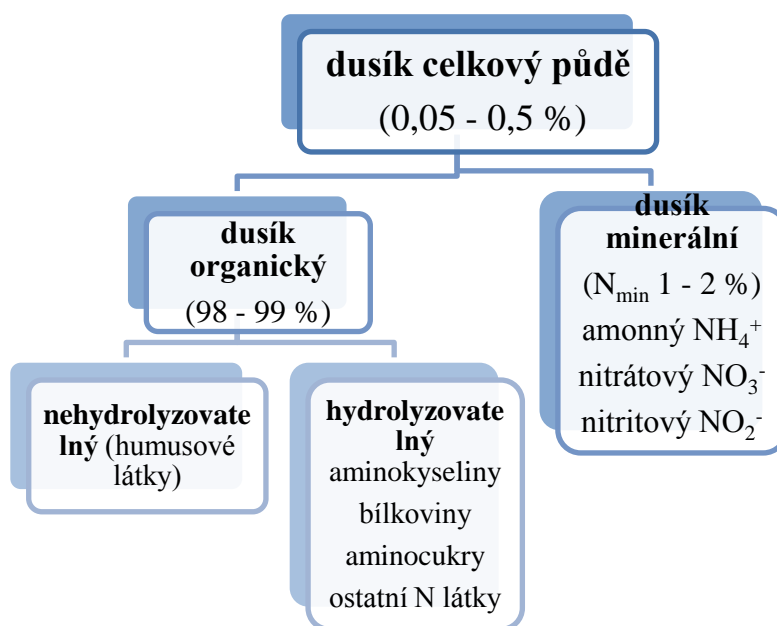 dusík celkový půdě
(0,05 - 0,5 %)
dusík
organický
(98 - 99 %)
dusík
minerální
(Nmin 1 - 2 %)
amonný NH₄⁺
nitrátový NO₃⁻
nitritový NO₂⁻
nehydrolyzovate
lný (humusové
látky)
hydrolyzovate
lný
aminokyseliny
bílkoviny
aminocukry
ostatní N látky